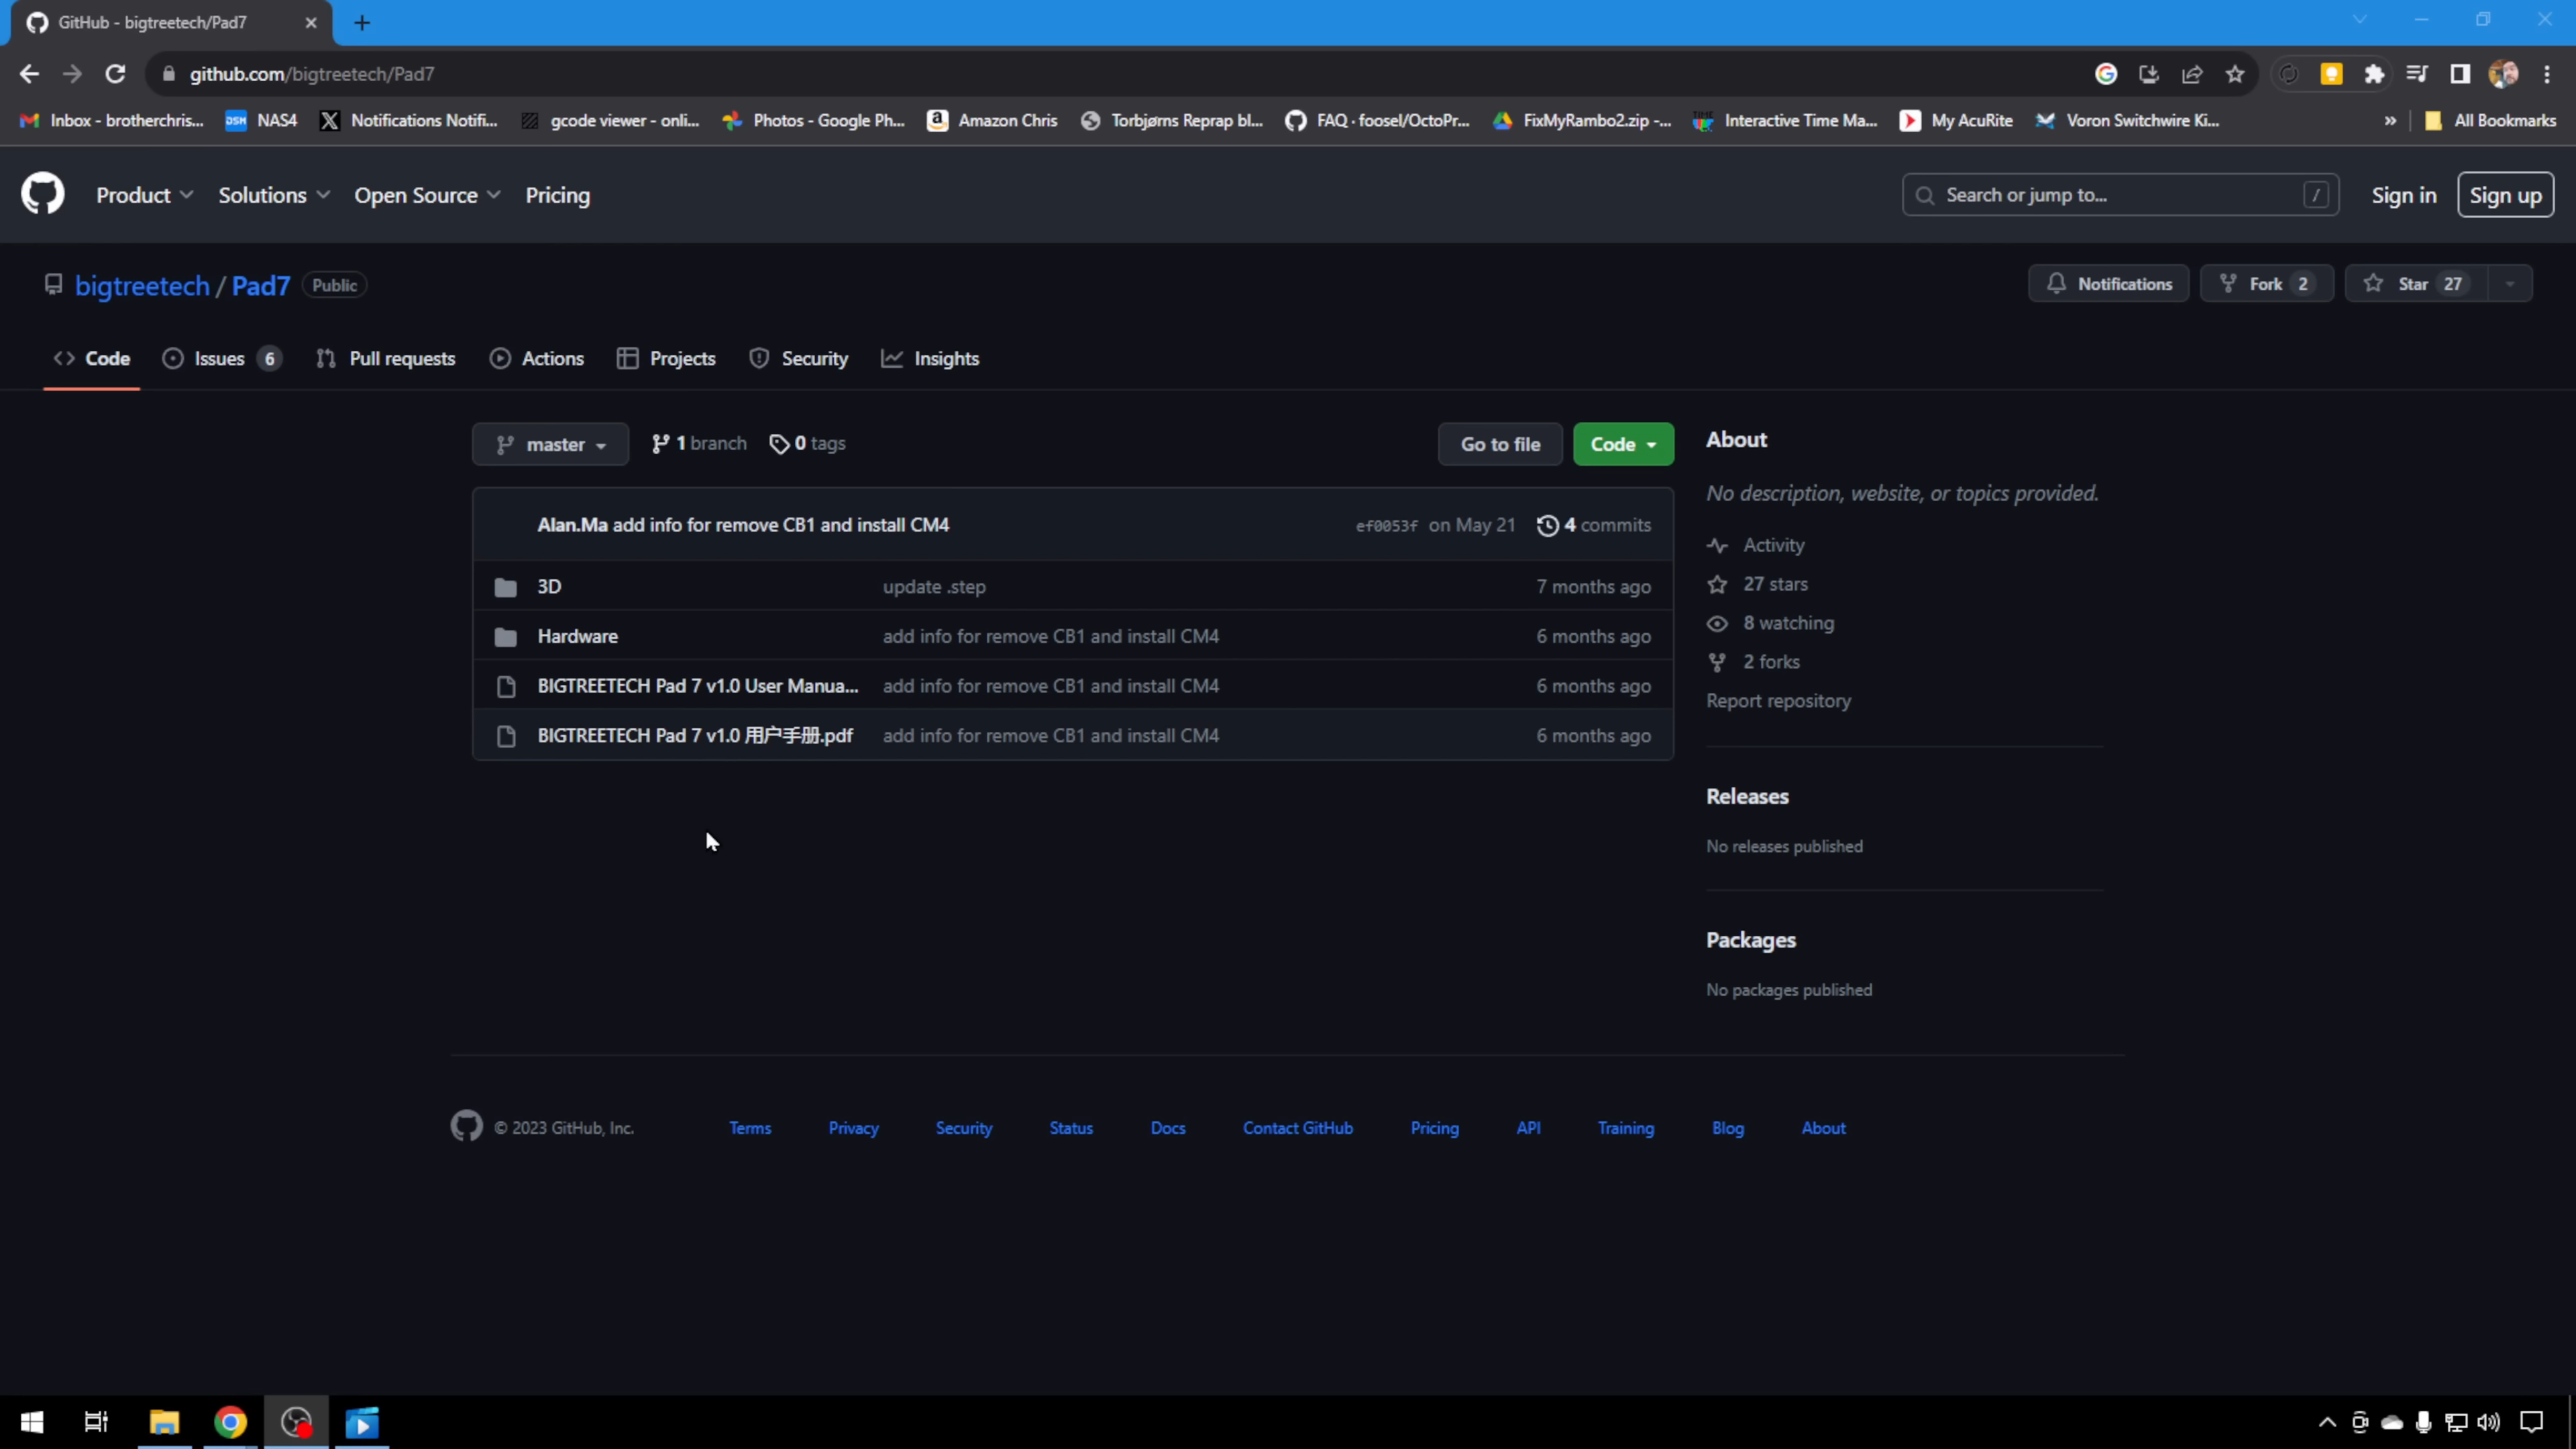 GitHub - bigtreetech/Pad7
github.com/bigtreetech/Pad7
Inbox - brotherchris... NAS4 Notifications Notifi... gcode viewer - onli... Photos - Google Ph... Amazon Chris Torbjørns Reprap bl... FAQ · foosel/OctoPr... FixMyRambo2.zip -... Interactive Time Ma... My AcuRite Voron Switchwire Ki... » All Bookmarks
Product Solutions Open Source Pricing Search or jump to... / Sign in Sign up
bigtreetech / Pad7 Public Notifications Fork 2 Star 27
Code Issues 6 Pull requests Actions Projects Security Insights
master 1 branch 0 tags Go to file Code
About
No description, website, or topics provided.
Alan.Ma add info for remove CB1 and install CM4 ef0053f on May 21 4 commits
Activity
3D update .step 7 months ago
27 stars
Hardware add info for remove CB1 and install CM4 6 months ago
8 watching
2 forks
BIGTREETECH Pad 7 v1.0 User Manua... add info for remove CB1 and install CM4 6 months ago
Report repository
BIGTREETECH Pad 7 v1.0 用户手册.pdf add info for remove CB1 and install CM4 6 months ago
Releases
No releases published
Packages
No packages published
© 2023 GitHub, Inc. Terms Privacy Security Status Docs Contact GitHub Pricing API Training Blog About